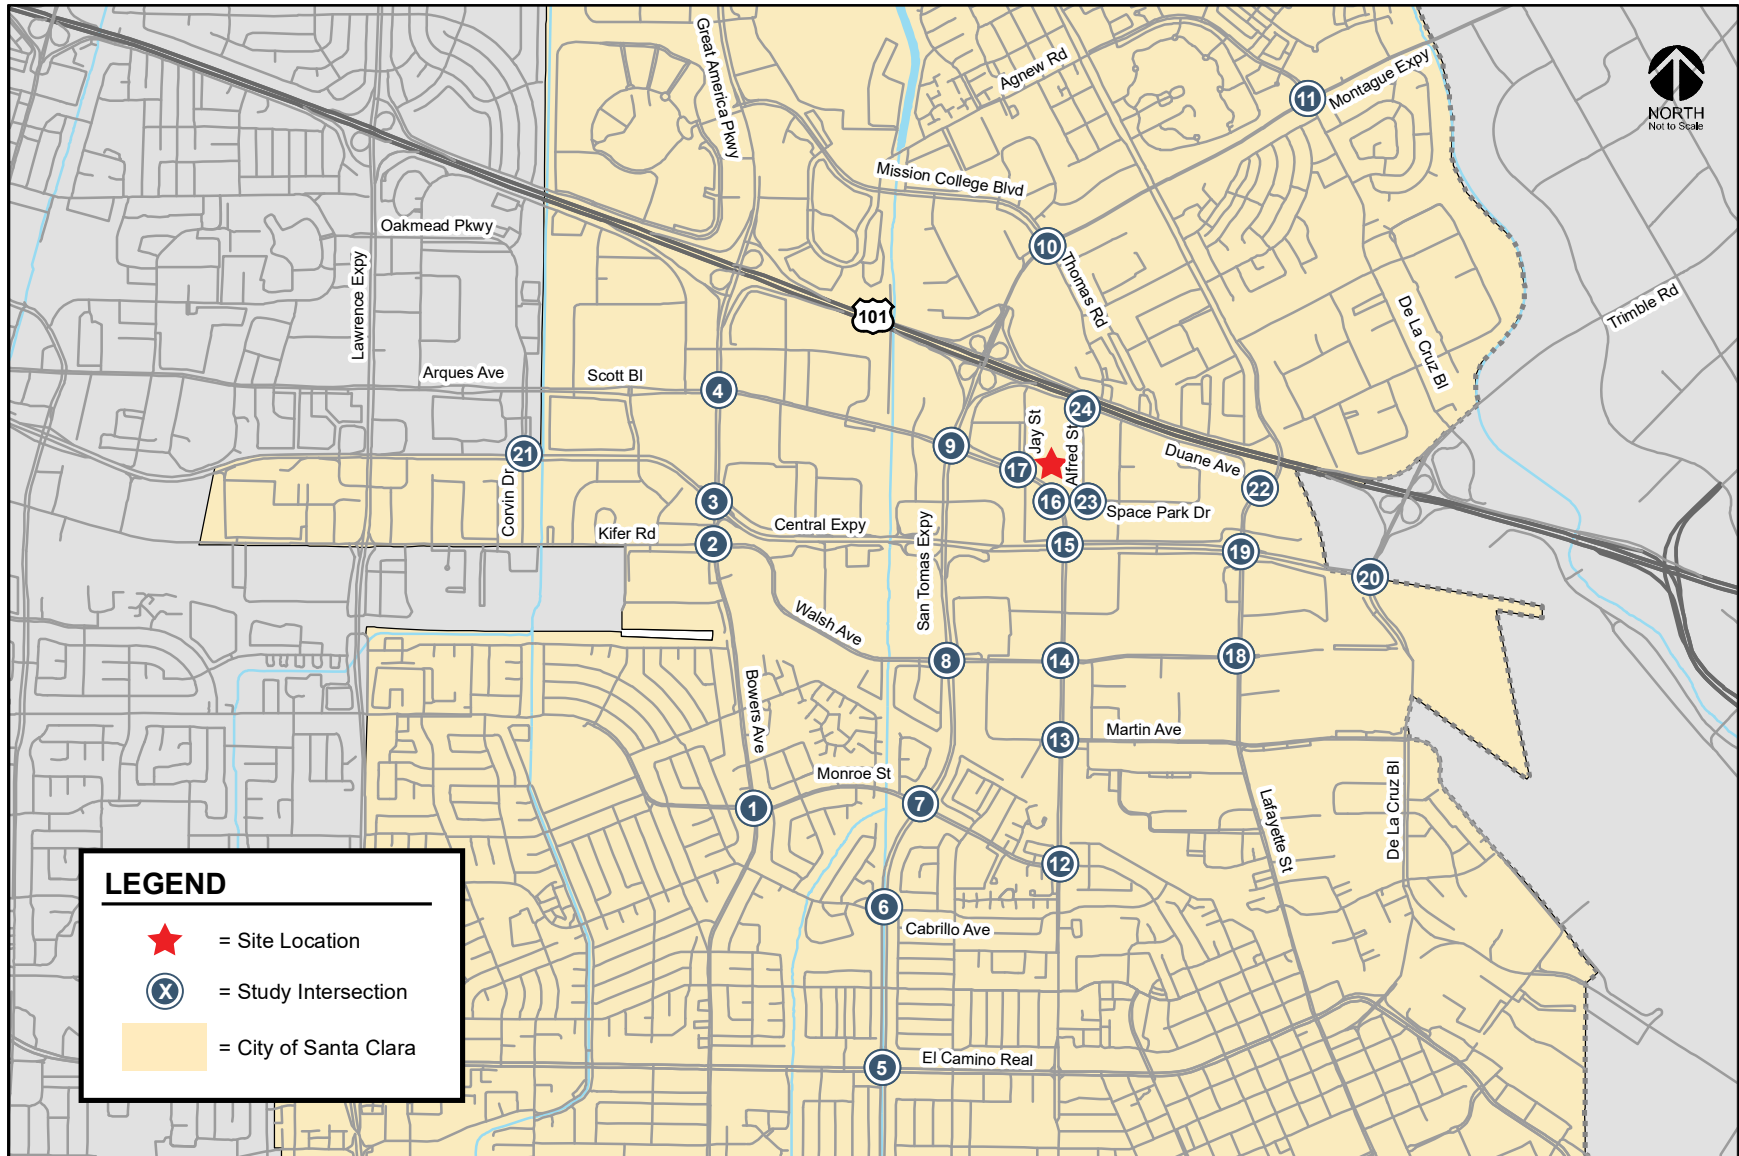 Great America Pkwy
Agnew Rd
11
Montague Expy
NORTH
Not to Scale
Mission College Blvd
Oakmead Pkwy
10
Thomas Rd
Lawrence Expy
101
De La Cruz Bl
Trimble Rd
Arques Ave
Scott Bl
4
24
Jay St
Alfred St
9
17
21
Duane Ave
22
Corvin Dr
3
16
23
Space Park Dr
Central Expy
Kifer Rd
2
San Tomas Expy
15
19
20
Walsh Ave
8
14
18
Bowers Ave
13
Martin Ave
Monroe St
1
7
Lafayette St
De La Cruz Bl
12
6
Cabrillo Ave
5
El Camino Real
LEGEND
= Site Location
X = Study Intersection
= City of Santa Clara